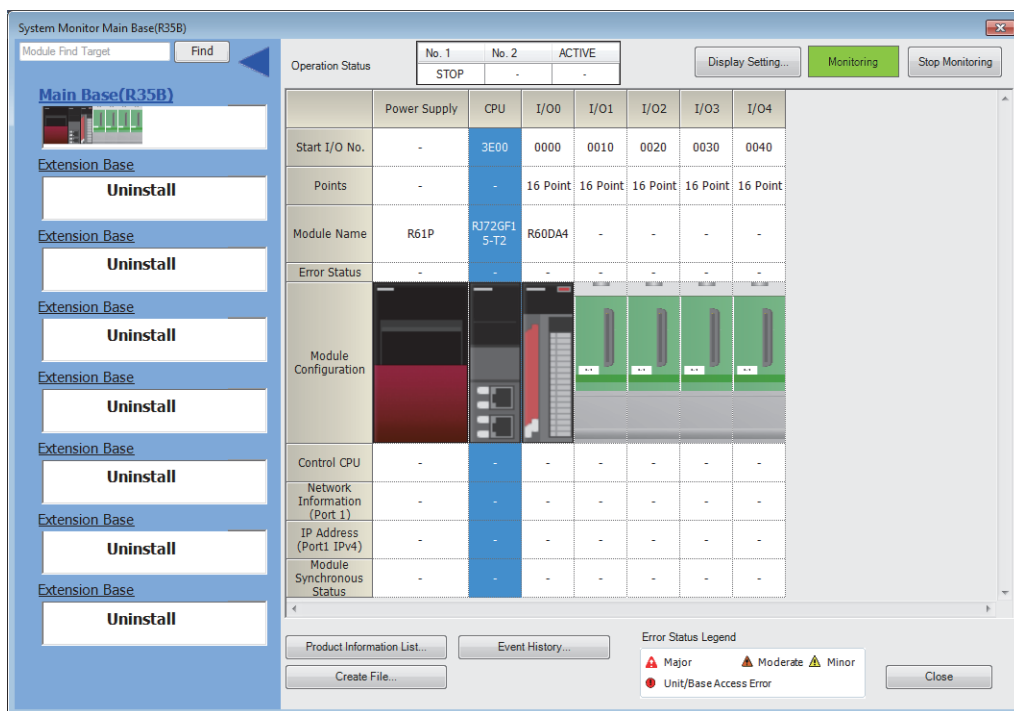 System Monitor Main Base(R35B)
Module Find Target Find
Main Base(R35B)
Extension Base
Uninstall
Extension Base
Uninstall
Extension Base
Uninstall
Extension Base
Uninstall
Extension Base
Uninstall
Extension Base
Uninstall
Extension Base
Uninstall
Operation Status
No. 1 No. 2 ACTIVE
STOP - -
Display Setting... Monitoring Stop Monitoring
Power Supply CPU I/O0 I/O1 I/O2 I/O3 I/O4
Start I/O No. - 3E00 0000 0010 0020 0030 0040
Points - - 16 Point 16 Point 16 Point 16 Point 16 Point
Module Name R61P RJ72GF1
5-T2 R60DA4 - - - -
Error Status - - - - - - -
Module
Configuration
Control CPU - - - - - - -
Network
Information
(Port 1) - - - - - - -
IP Address
(Port1 IPv4) - - - - - - -
Module
Synchronous
Status - - - - - - -
Product Information List... Event History...
Create File...
Error Status Legend
Major Moderate Minor
Unit/Base Access Error
Close